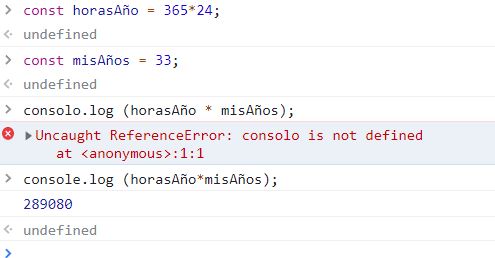 const horasAño = 365*24;
undefined
const misAños = 33;
undefined
consolo.log (horasAño * misAños);
Uncaught ReferenceError: consolo is not defined
at <anonymous>:1:1
console.log (horasAño*misAños);
289080
undefined